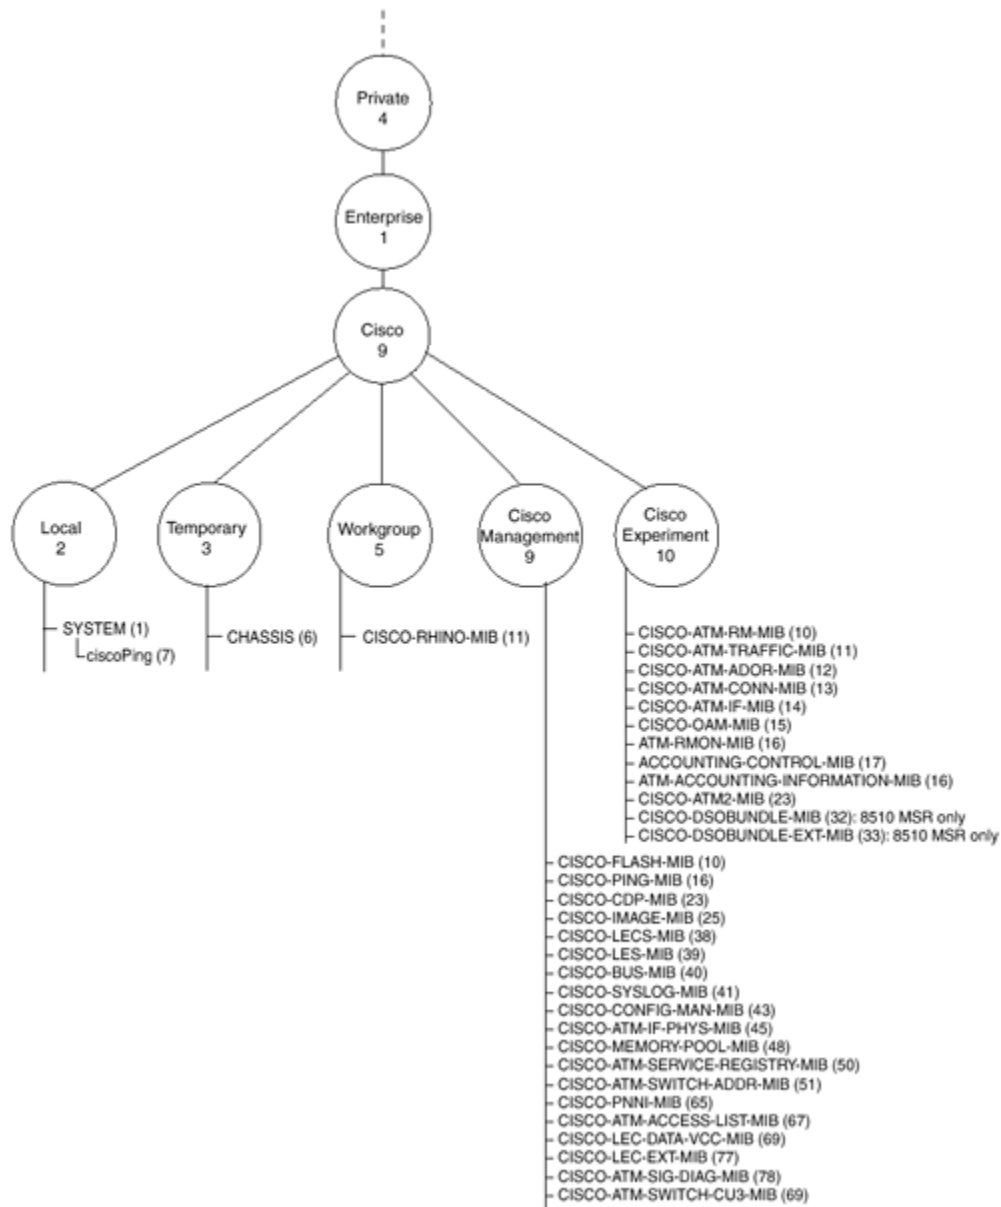 Private
4
Enterprise
1
Cisco
9
Local
2
Temporary
3
Workgroup
5
Cisco
Management
9
Cisco
Experiment
10
SYSTEM (1)
ciscoPing (7)
CHASSIS (6)
CISCO-RHINO-MIB (11)
CISCO-ATM-RM-MIB (10)
CISCO-ATM-TRAFFIC-MIB (11)
CISCO-ATM-ADOR-MIB (12)
CISCO-ATM-CONN-MIB (13)
CISCO-ATM-IF-MIB (14)
CISCO-OAM-MIB (15)
ATM-RMON-MIB (16)
ACCOUNTING-CONTROL-MIB (17)
ATM-ACCOUNTING-INFORMATION-MIB (16)
CISCO-ATM2-MIB (23)
CISCO-DSOBUNDLE-MIB (32): 8510 MSR only
CISCO-DSOBUNDLE-EXT-MIB (33): 8510 MSR only
CISCO-FLASH-MIB (10)
CISCO-PING-MIB (16)
CISCO-CDP-MIB (23)
CISCO-IMAGE-MIB (25)
CISCO-LECS-MIB (38)
CISCO-LES-MIB (39)
CISCO-BUS-MIB (40)
CISCO-SYSLOG-MIB (41)
CISCO-CONFIG-MAN-MIB (43)
CISCO-ATM-IF-PHYS-MIB (45)
CISCO-MEMORY-POOL-MIB (48)
CISCO-ATM-SERVICE-REGISTRY-MIB (50)
CISCO-ATM-SWITCH-ADDR-MIB (51)
CISCO-PNNI-MIB (65)
CISCO-ATM-ACCESS-LIST-MIB (67)
CISCO-LEC-DATA-VCC-MIB (69)
CISCO-LEC-EXT-MIB (77)
CISCO-ATM-SIG-DIAG-MIB (78)
CISCO-ATM-SWITCH-CU3-MIB (69)